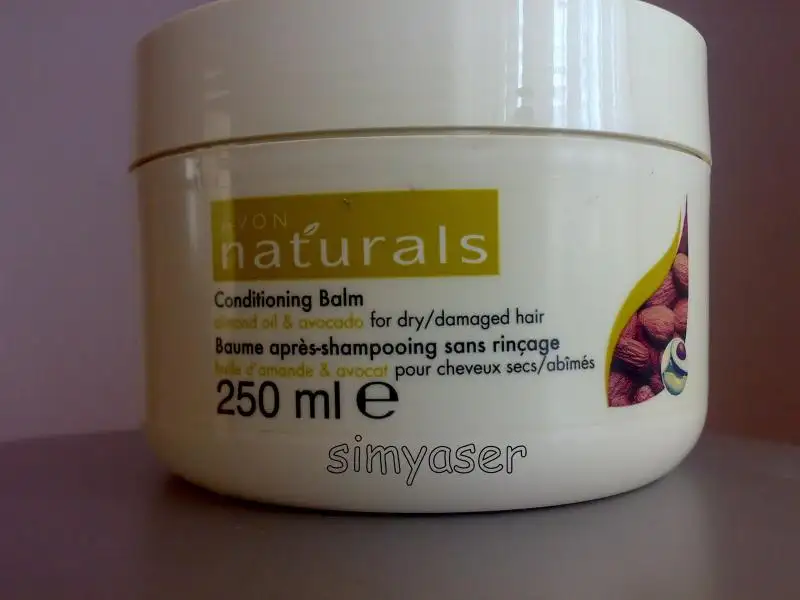 AVON
naturals
Conditioning Balm
almond oil & avocado for dry/damaged hair
Baume après-shampooing sans rinçage
huile d'amande & avocat pour cheveux secs/abîmés
250 ml e
simyaser